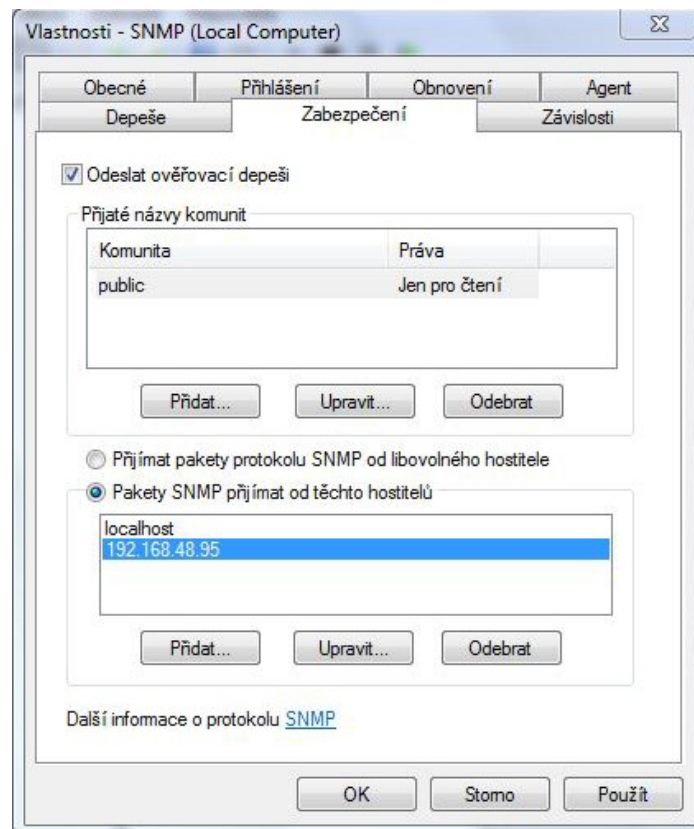 Vlastnosti - SNMP (Local Computer)
Obecné Přihlášení Obnovení Agent
Depeše Zabezpečení Závislosti
Odeslat ověřovací depeši
Přijaté názvy komunit
Komunita Práva
public Jen pro čtení
Přidat... Upravit... Odebrat
Přijímat pakety protokolu SNMP od libovolného hostitele
Pakety SNMP přijímat od těchto hostitelů
localhost
192.168.48.95
Přidat... Upravit... Odebrat
Další informace o protokolu SNMP
OK Storno Použít